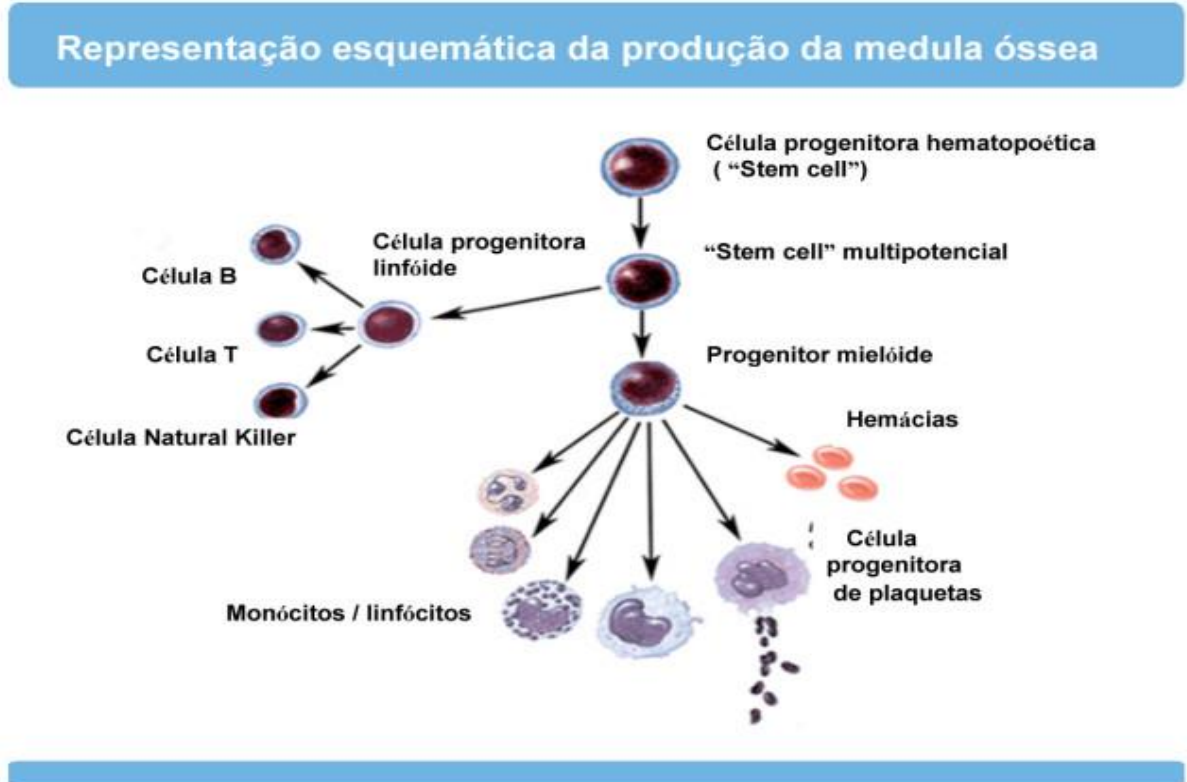 Representação esquemática da produção da medula óssea
Célula progenitora hematopoética
( “Stem cell”)
Célula progenitora
linfóide
“Stem cell” multipotencial
Célula B
Célula T
Progenitor mielóide
Célula Natural Killer
Hemácias
Célula
progenitora
de plaquetas
Monócitos / linfócitos